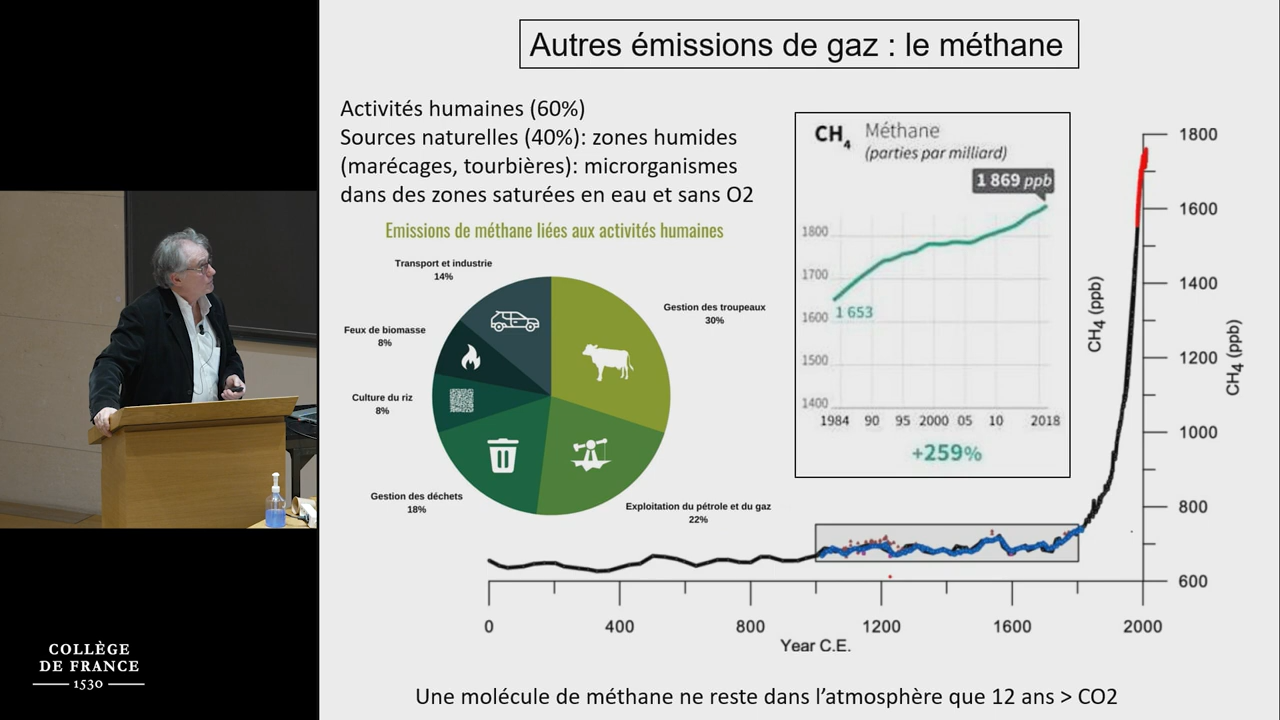 Autres émissions de gaz : le méthane
Activités humaines (60%)
Sources naturelles (40%): zones humides
(marécages, tourbières): microrganismes
dans des zones saturées en eau et sans O2
Emissions de méthane liées aux activités humaines
Transport et industrie
14%
Gestion des troupeaux
30%
Feux de biomasse
8%
Culture du riz
8%
Gestion des déchets
18%
Exploitation du pétrole et du gaz
22%
CH4 Méthane
(parties par milliard)
1 869 ppb
1800
1700
1600
1 653
1500
1400
1984 90 95 2000 05 10 2018
+259%
CH4 (ppb)
1800
1600
1400
1200
1000
800
600
CH4 (ppb)
0 400 800 1200 1600 2000
Year C.E.
Une molécule de méthane ne reste dans l'atmosphère que 12 ans > CO2
COLLÈGE
DE FRANCE
1530